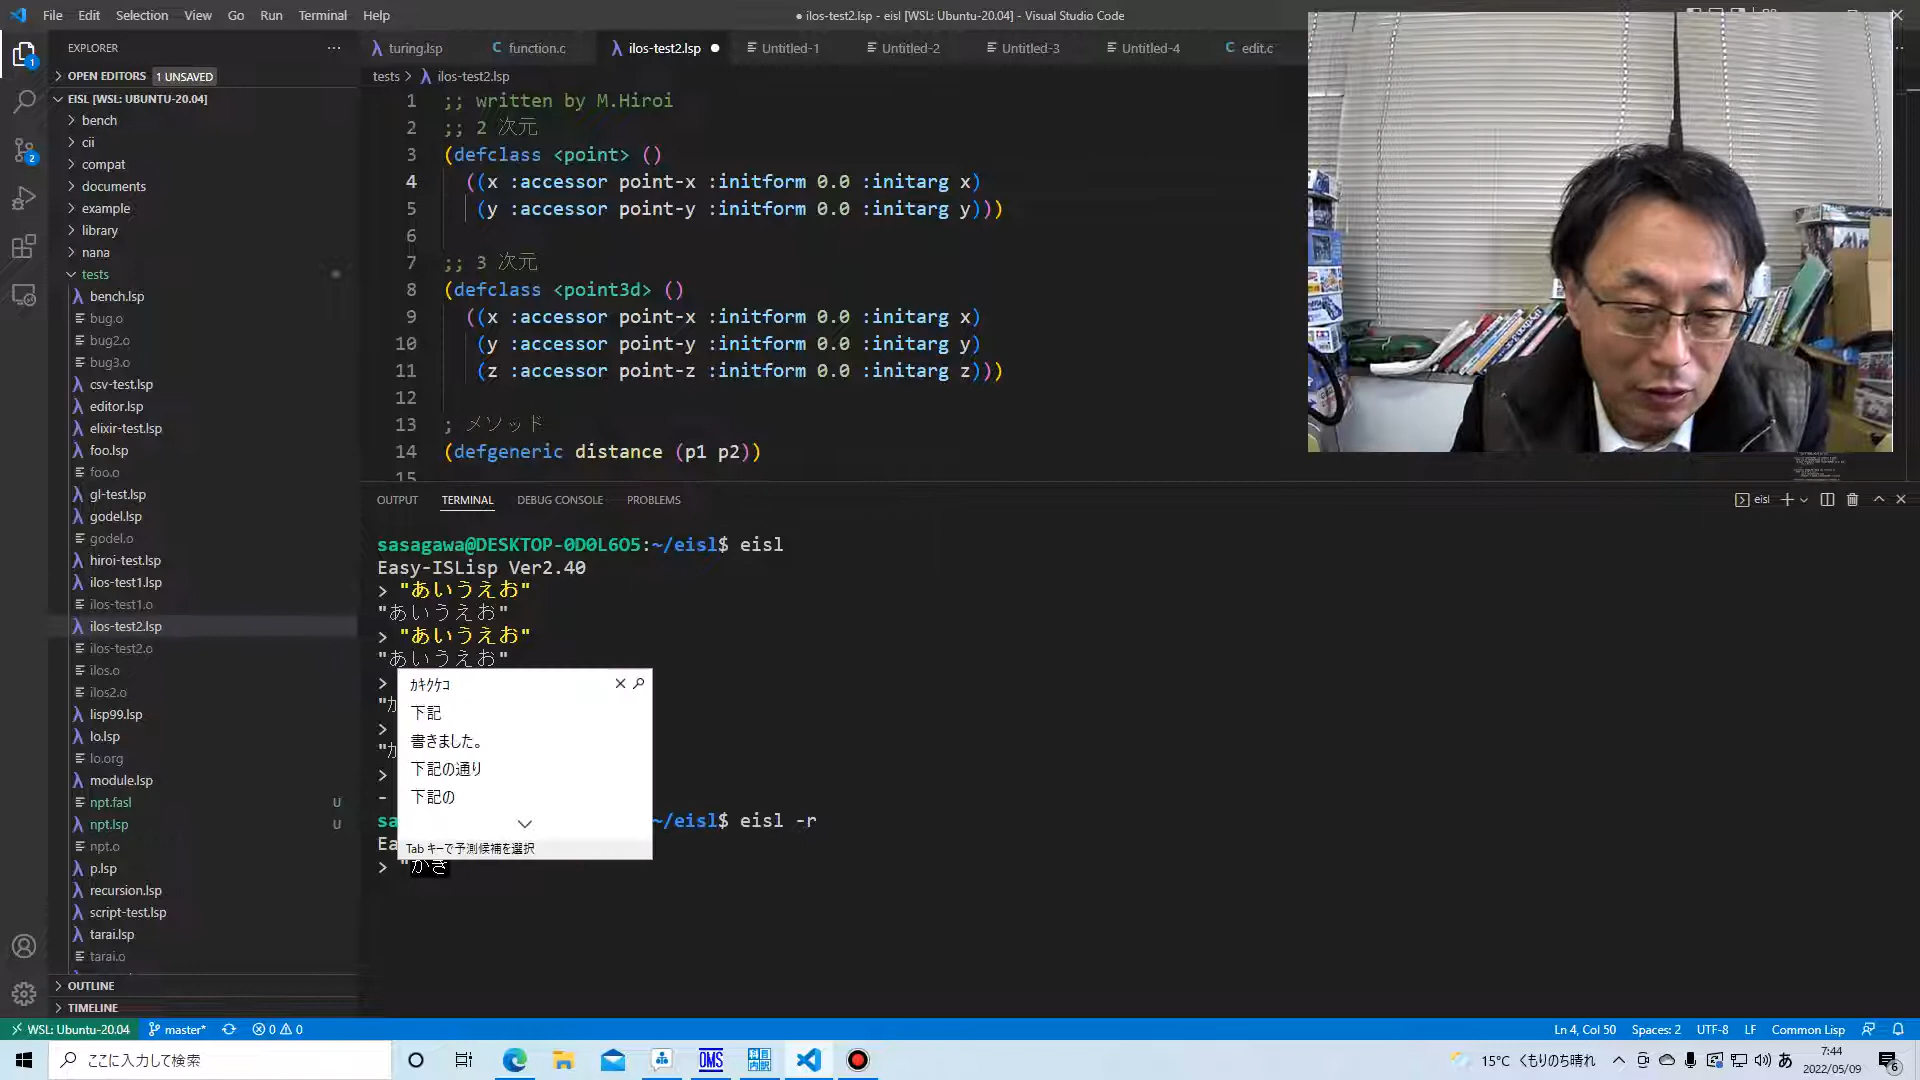 File Edit Selection View Go Run Terminal Help
● ilos-test2.lsp - eisl [WSL: Ubuntu-20.04] - Visual Studio Code
EXPLORER
turing.lsp
function.c
ilos-test2.lsp
Untitled-1
Untitled-2
Untitled-3
Untitled-4
edit.c
OPEN EDITORS 1 UNSAVED
tests > ilos-test2.lsp
EISL [WSL: UBUNTU-20.04]
bench
cii
compat
documents
example
library
nana
tests
bench.lsp
bug.o
bug2.o
bug3.o
csv-test.lsp
editor.lsp
elixir-test.lsp
foo.lsp
foo.o
gl-test.lsp
godel.lsp
godel.o
hiroi-test.lsp
ilos-test1.lsp
ilos-test1.o
ilos-test2.lsp
ilos-test2.o
ilos.o
ilos2.o
lisp99.lsp
lo.lsp
lo.org
module.lsp
npt.fasl U
npt.lsp U
npt.o
p.lsp
recursion.lsp
script-test.lsp
tarai.lsp
tarai.o
OUTLINE
TIMELINE
1 ;; written by M.Hiroi
2 ;; 2 次元
3 (defclass <point> ()
4 ((x :accessor point-x :initform 0.0 :initarg x)
5 (y :accessor point-y :initform 0.0 :initarg y)))
6
7 ;; 3 次元
8 (defclass <point3d> ()
9 ((x :accessor point-x :initform 0.0 :initarg x)
10 (y :accessor point-y :initform 0.0 :initarg y)
11 (z :accessor point-z :initform 0.0 :initarg z)))
12
13 ; メソッド
14 (defgeneric distance (p1 p2))
15
OUTPUT TERMINAL DEBUG CONSOLE PROBLEMS
eisl
sasagawa@DESKTOP-0D0L6O5:~/eisl$ eisl
Easy-ISLisp Ver2.40
> "あいうえお"
"あいうえお"
> "あいうえお"
"あいうえお"
>
"か
>
"か
>
-
sa
~/eisl$ eisl -r
Ea
> "かき
ｶｷｸｹｺ
下記
書きました。
下記の通り
下記の
Tab キーで予測候補を選択
WSL: Ubuntu-20.04 master* 0 0
Ln 4, Col 50 Spaces: 2 UTF-8 LF Common Lisp
ここに入力して検索
OMS
科目内訳
15°C くもりのち晴れ
あ
7:44
2022/05/09
6